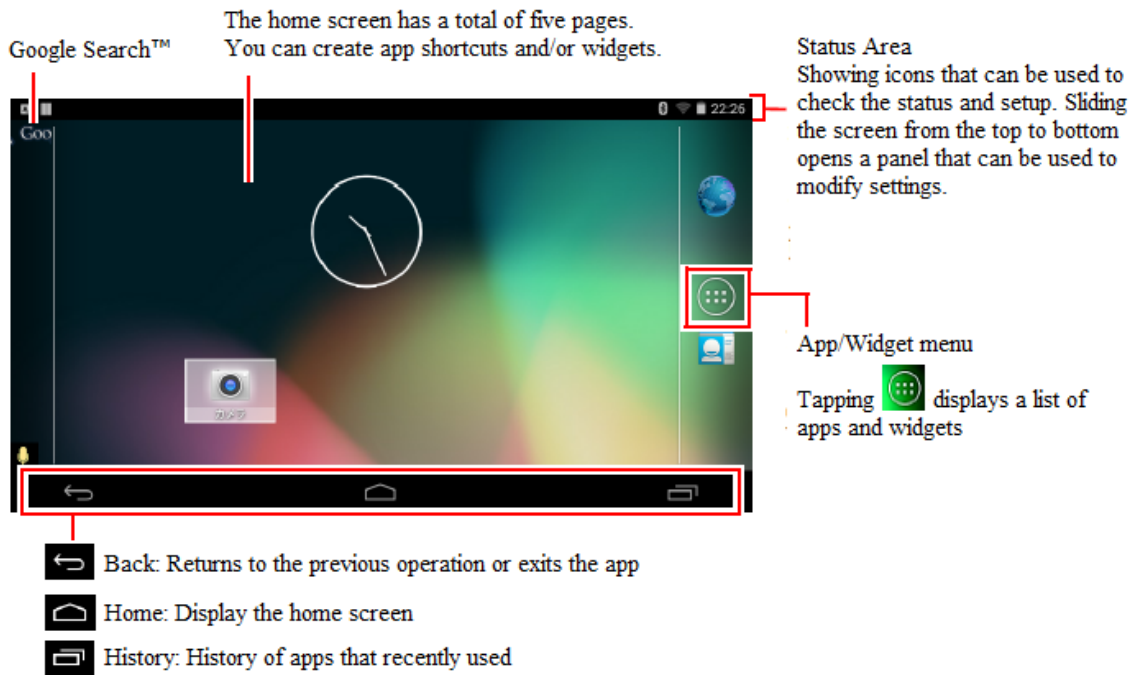 The home screen has a total of five pages.
You can create app shortcuts and/or widgets.
Google Search™
Status Area
Showing icons that can be used to
check the status and setup. Sliding
the screen from the top to bottom
opens a panel that can be used to
modify settings.
22:26
Goo
カメラ
App/Widget menu
Tapping displays a list of
apps and widgets
Back: Returns to the previous operation or exits the app
Home: Display the home screen
History: History of apps that recently used